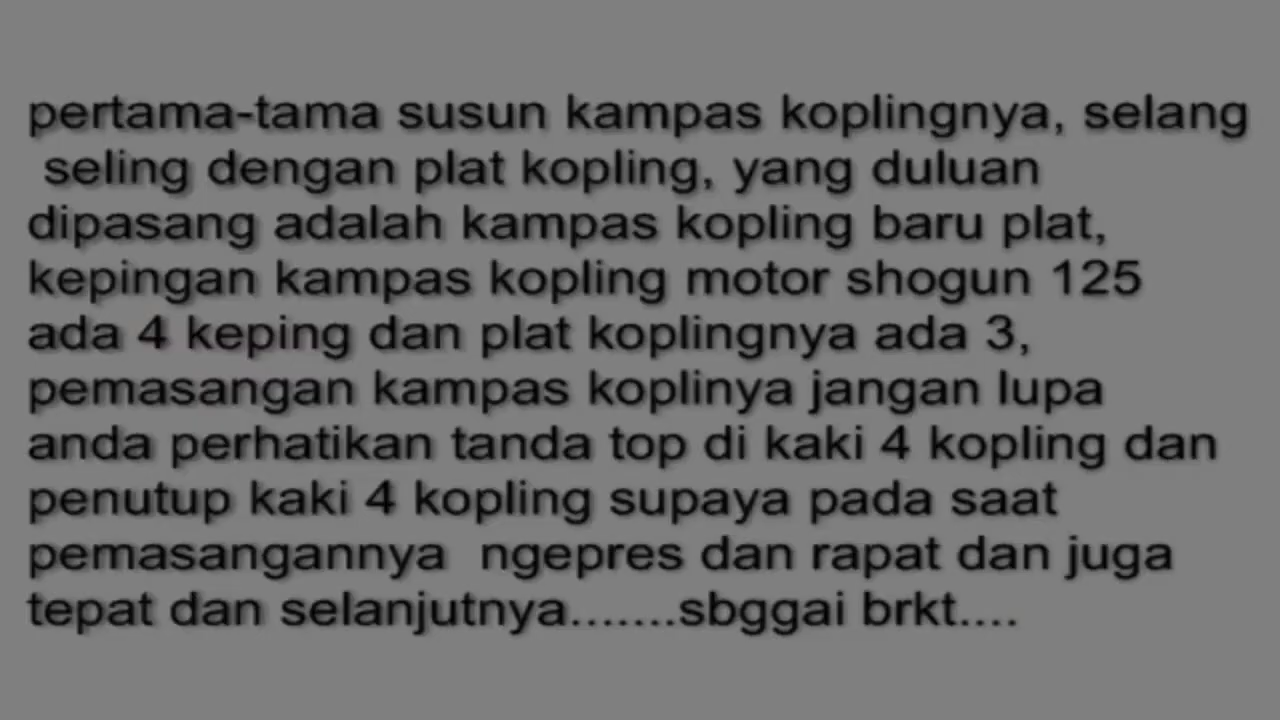 pertama-tama susun kampas koplingnya, selang
seling dengan plat kopling, yang duluan
dipasang adalah kampas kopling baru plat,
kepingan kampas kopling motor shogun 125
ada 4 keping dan plat koplingnya ada 3,
pemasangan kampas koplinya jangan lupa
anda perhatikan tanda top di kaki 4 kopling dan
penutup kaki 4 kopling supaya pada saat
pemasangannya  ngepres dan rapat dan juga
tepat dan selanjutnya.......sbggai brkt....